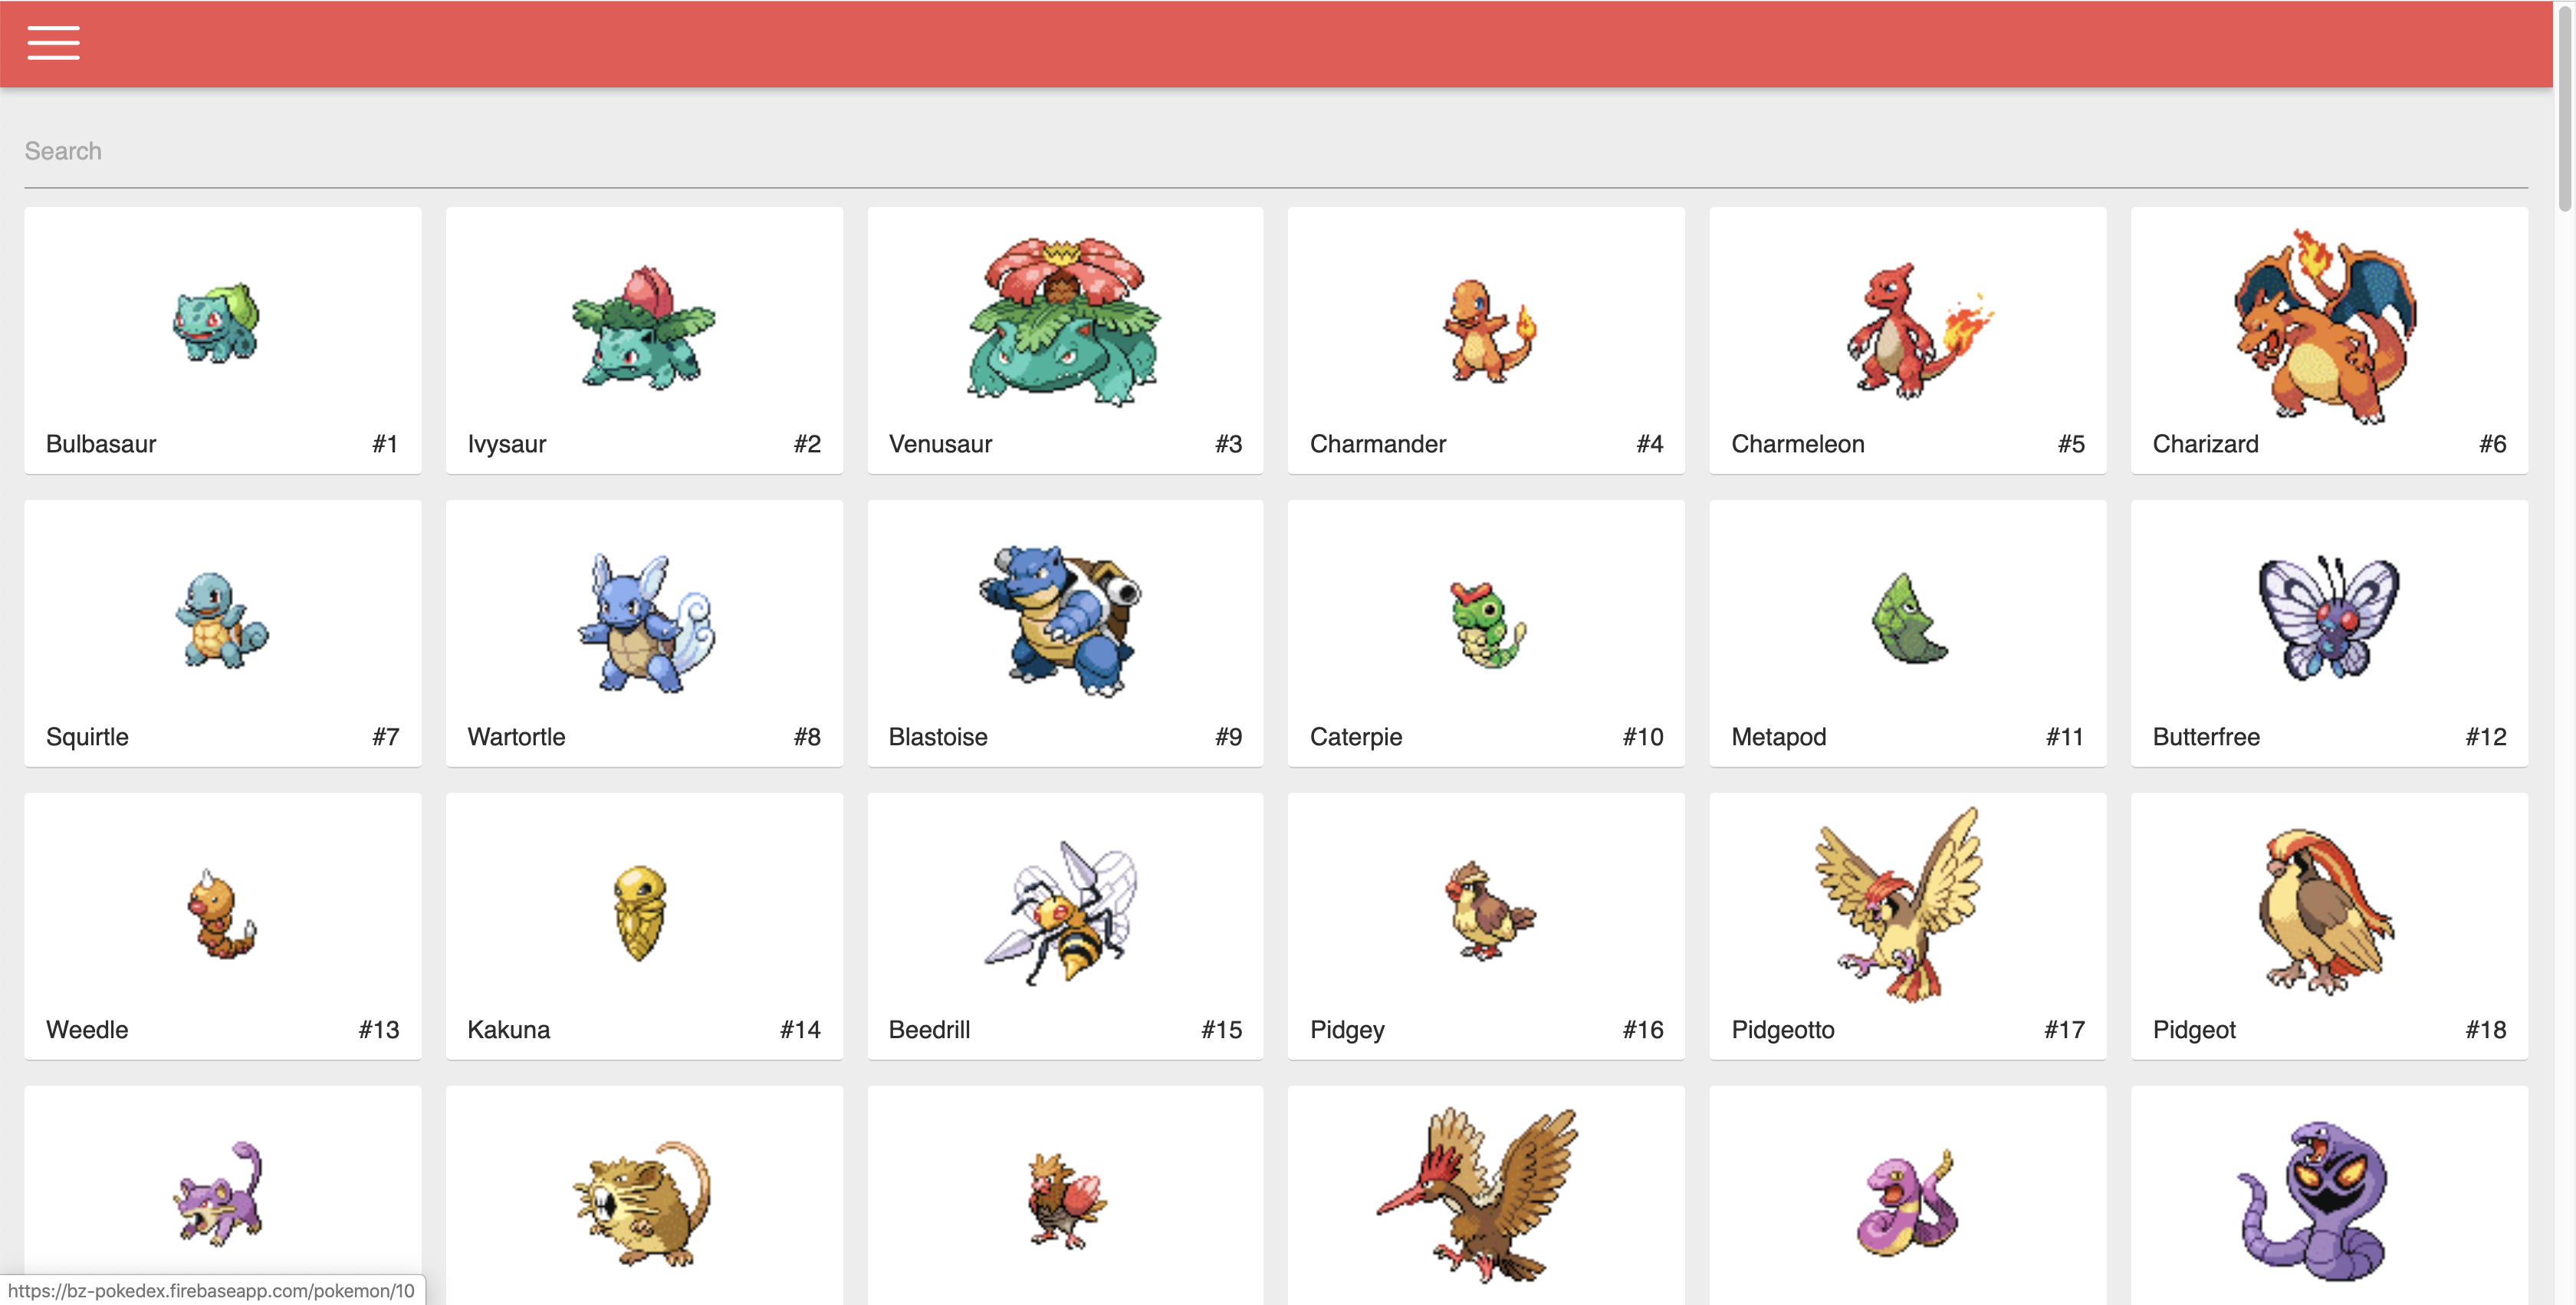 Search
Bulbasaur #1
Ivysaur #2
Venusaur #3
Charmander #4
Charmeleon #5
Charizard #6
Squirtle #7
Wartortle #8
Blastoise #9
Caterpie #10
Metapod #11
Butterfree #12
Weedle #13
Kakuna #14
Beedrill #15
Pidgey #16
Pidgeotto #17
Pidgeot #18
https://bz-pokedex.firebaseapp.com/pokemon/10